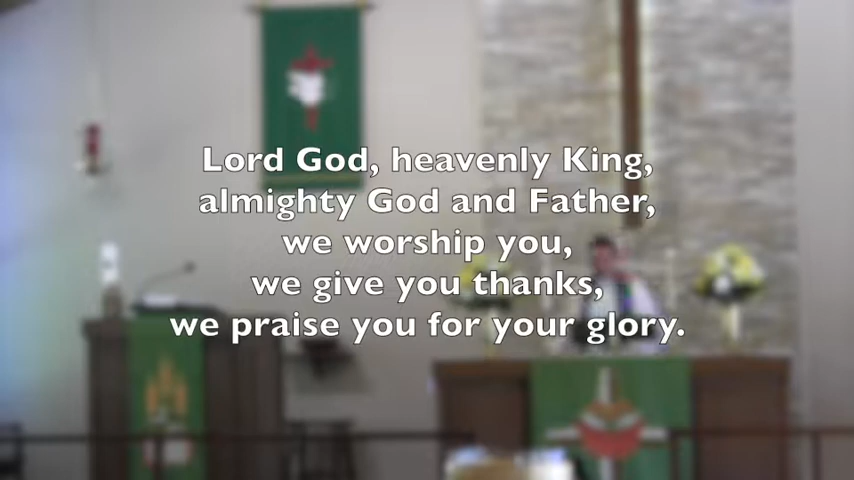 Lord God, heavenly King,
almighty God and Father,
we worship you,
we give you thanks,
we praise you for your glory.